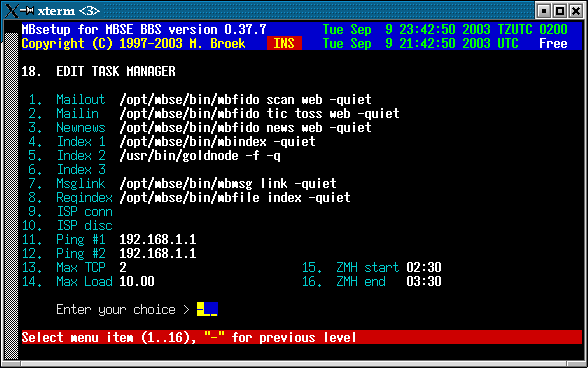 xterm <3>
MBsetup for MBSE BBS version 0.37.7 Tue Sep 9 23:42:50 2003 TZUTC 0200
Copyright (C) 1997-2003 M. Broek INS Tue Sep 9 21:42:50 2003 UTC Free
18. EDIT TASK MANAGER
1. Mailout /opt/mbse/bin/mbfido scan web -quiet
2. Mailin /opt/mbse/bin/mbfido tic toss web -quiet
3. Newnews /opt/mbse/bin/mbfido news web -quiet
4. Index 1 /opt/mbse/bin/mbindex -quiet
5. Index 2 /usr/bin/goldnode -f -q
6. Index 3
7. Msglink /opt/mbse/bin/mbmsg link -quiet
8. Reqindex /opt/mbse/bin/mbfile index -quiet
9. ISP conn
10. ISP disc
11. Ping #1 192.168.1.1
12. Ping #2 192.168.1.1
13. Max TCP 2 15. ZMH start 02:30
14. Max Load 10.00 16. ZMH end 03:30
Enter your choice > -
Select menu item (1..16), "-" for previous level